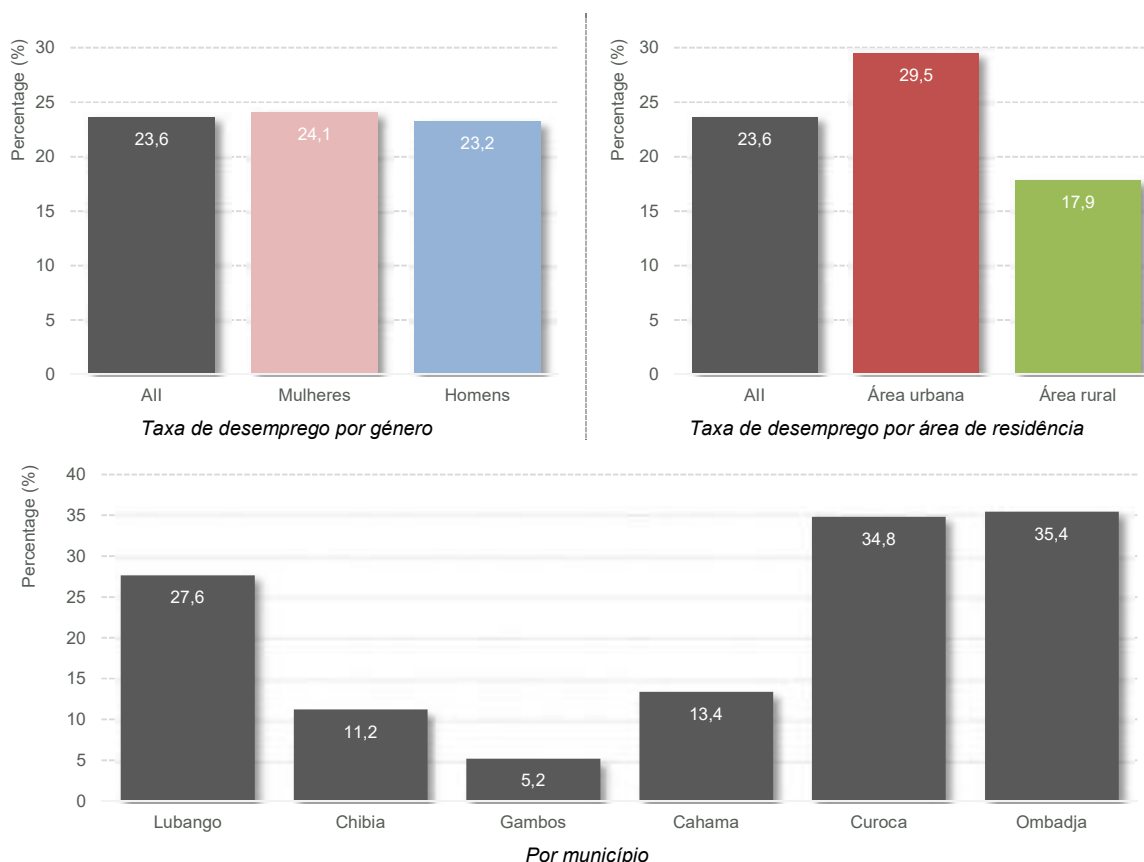 Percentage (%)
30
25
20
15
10
5
0
23,6
24,1
23,2
AII
Mulheres
Homens
Taxa de desemprego por género
Percentage (%)
30
25
20
15
10
5
0
23,6
29,5
17,9
AII
Área urbana
Área rural
Taxa de desemprego por área de residência
Percentage (%)
40
35
30
25
20
15
10
5
0
27,6
11,2
5,2
13,4
34,8
35,4
Lubango
Chibia
Gambos
Cahama
Curoca
Ombadja
Por município